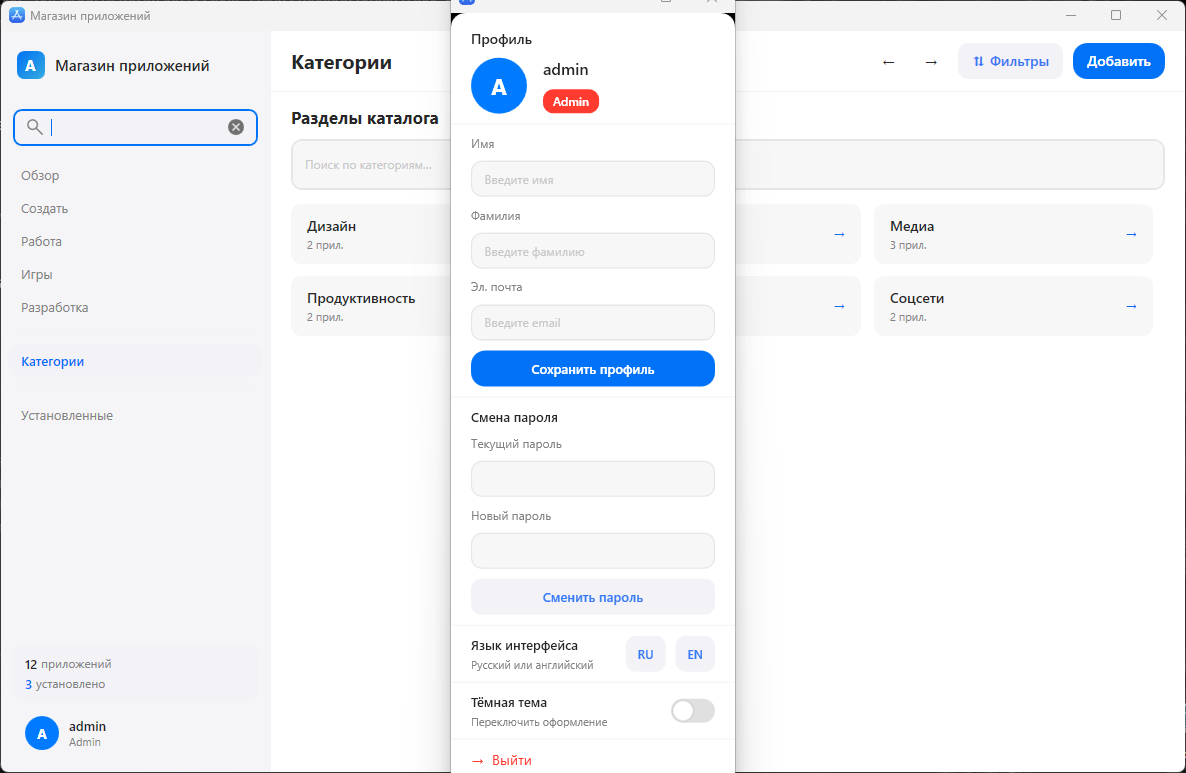 Магазин приложений
A Магазин приложений
Обзор
Создать
Работа
Игры
Разработка
Категории
Установленные
12 приложений
3 установлено
A
admin
Admin
Категории
← → Фильтры Добавить
Разделы каталога
Поиск по категориям...
Дизайн
2 прил.
→
Медиа
3 прил.
→
Продуктивность
2 прил.
→
Соцсети
2 прил.
→
Профиль
A
admin
Admin
Имя
Введите имя
Фамилия
Введите фамилию
Эл. почта
Введите email
Сохранить профиль
Смена пароля
Текущий пароль
Новый пароль
Сменить пароль
Язык интерфейса
Русский или английский
RU EN
Тёмная тема
Переключить оформление
→ Выйти